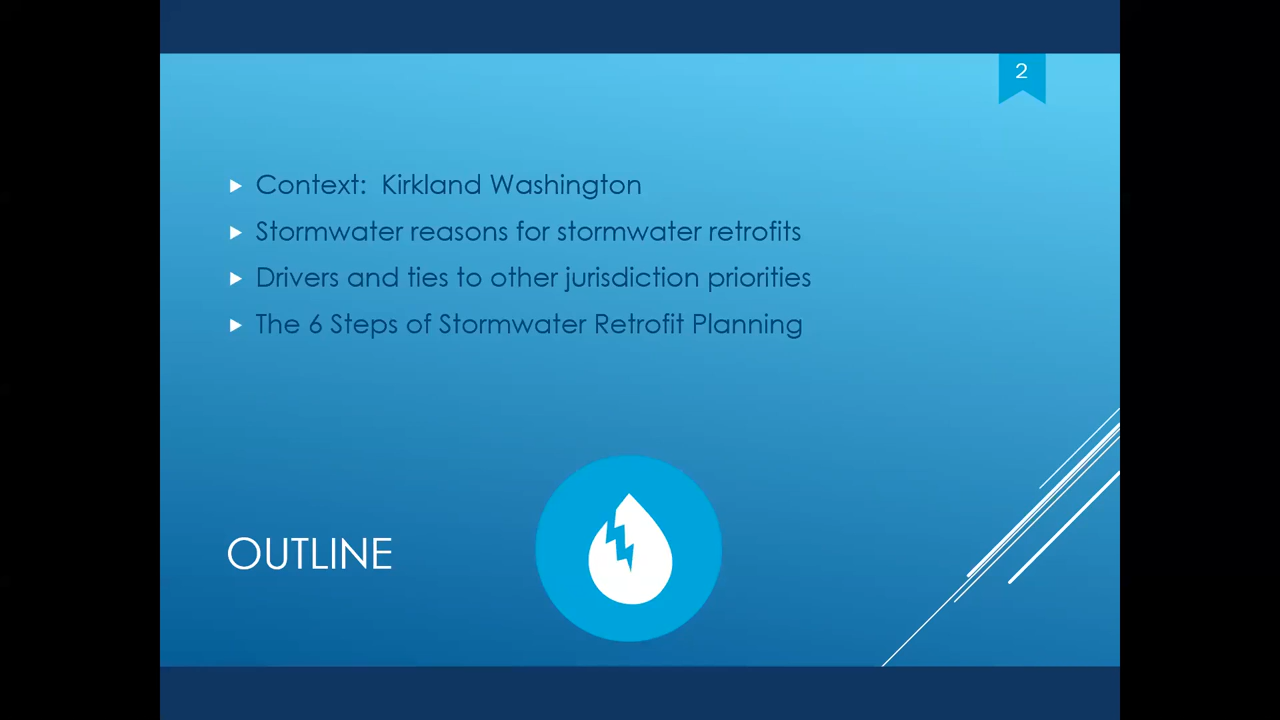 2
Context:  Kirkland Washington
Stormwater reasons for stormwater retrofits
Drivers and ties to other jurisdiction priorities
The 6 Steps of Stormwater Retrofit Planning
OUTLINE